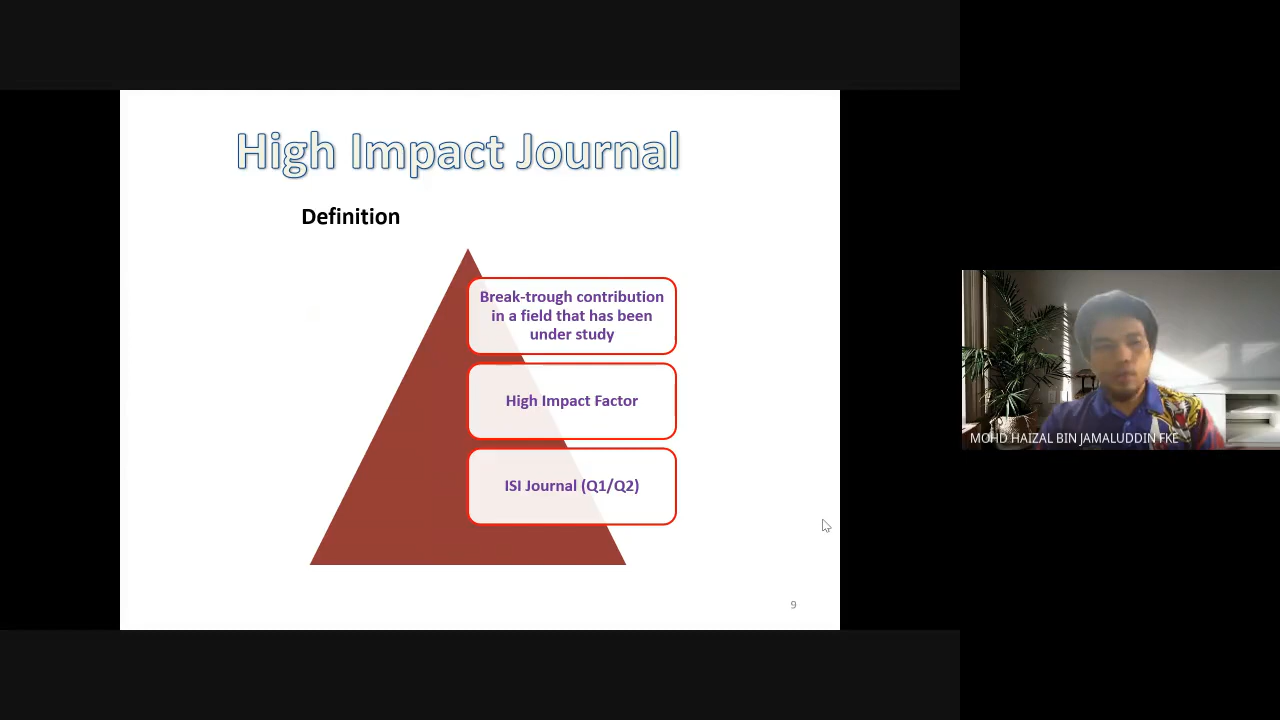 High Impact Journal
Definition
Break-trough contribution
in a field that has been
under study
High Impact Factor
ISI Journal (Q1/Q2)
9
MOHD HAIZAL BIN JAMALUDDIN FKE